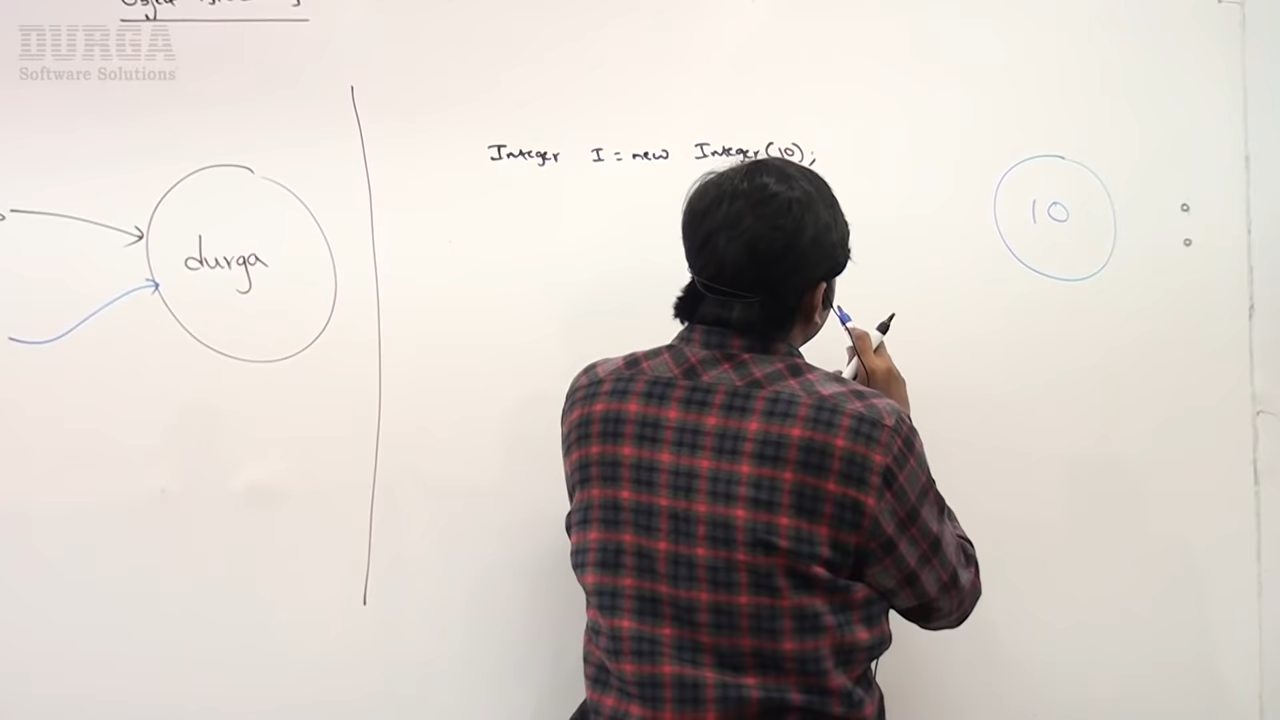 DURGA
Software Solutions
durga
Integer I = new Integer(10);
10